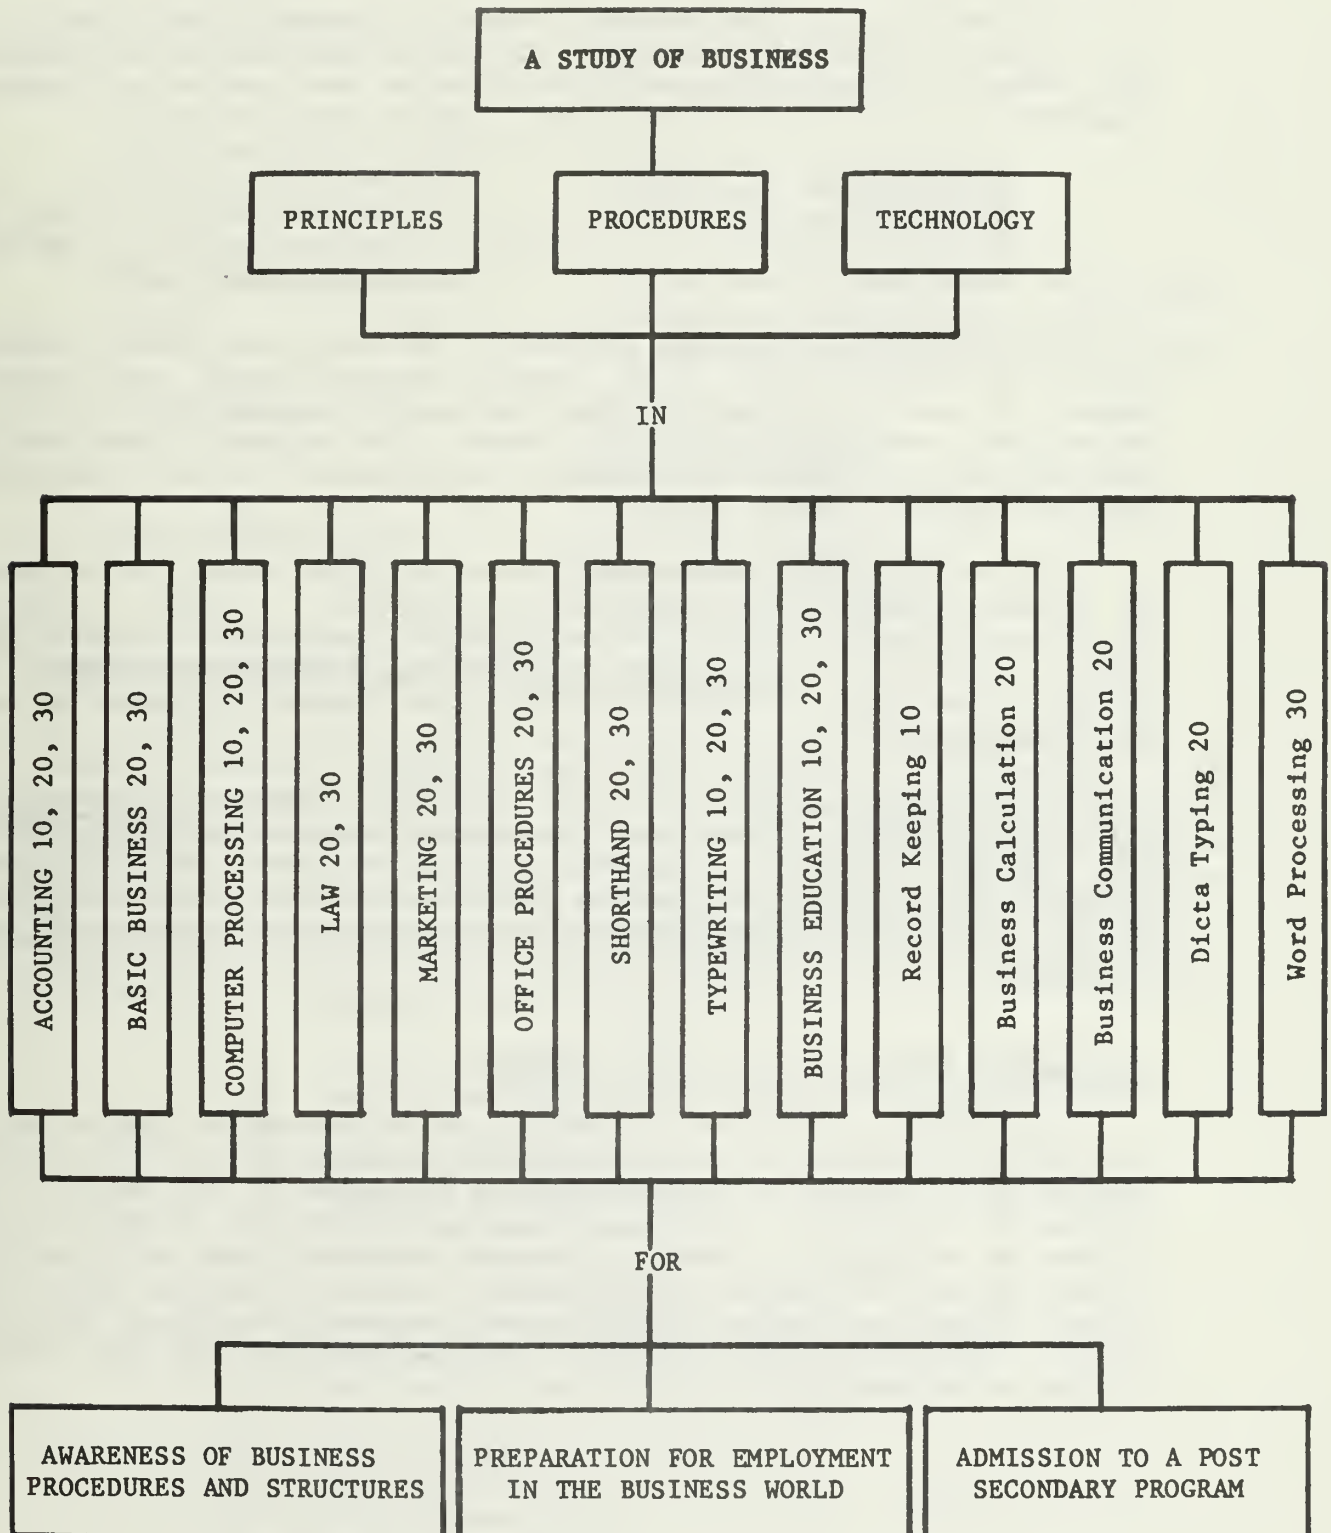 A STUDY OF BUSINESS
PRINCIPLES
PROCEDURES
TECHNOLOGY
IN
ACCOUNTING 10, 20, 30
BASIC BUSINESS 20, 30
COMPUTER PROCESSING 10, 20, 30
LAW 20, 30
MARKETING 20, 30
OFFICE PROCEDURES 20, 30
SHORTHAND 20, 30
TYPEWRITING 10, 20, 30
BUSINESS EDUCATION 10, 20, 30
Record Keeping 10
Business Calculation 20
Business Communication 20
Dicta Typing 20
Word Processing 30
FOR
AWARENESS OF BUSINESS
PROCEDURES AND STRUCTURES
PREPARATION FOR EMPLOYMENT
IN THE BUSINESS WORLD
ADMISSION TO A POST
SECONDARY PROGRAM